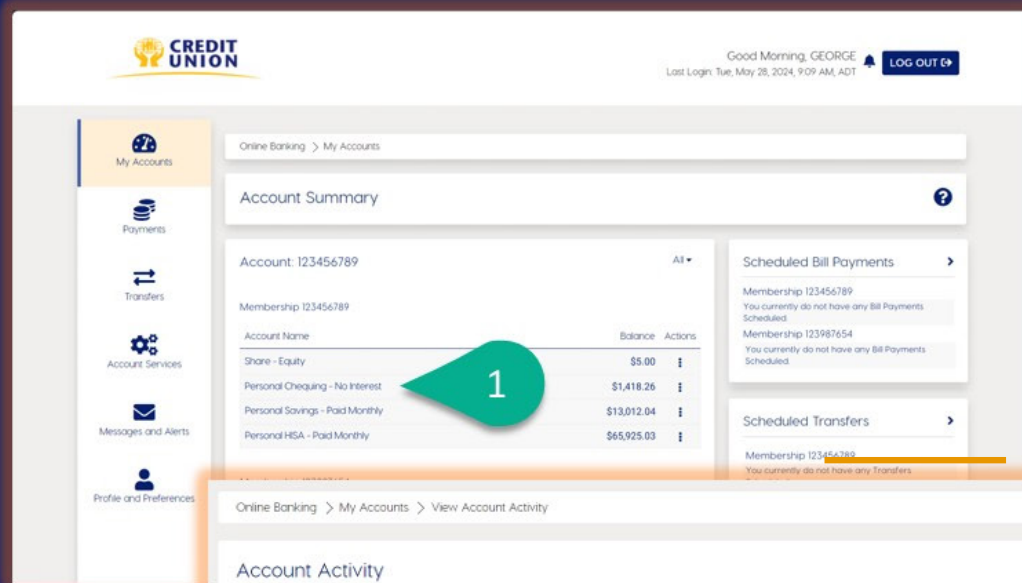 CREDIT
UNION
Good Morning, GEORGE
Last Login: Tue, May 28, 2024, 9:09 AM, ADT
LOG OUT
My Accounts
Payments
Transfers
Account Services
Messages and Alerts
Profile and Preferences
Online Banking > My Accounts
Account Summary
?
Account: 123456789
All
Membership 123456789
Account Name Balance Actions
Share - Equity $5.00
Personal Chequing - No Interest $1,418.26
Personal Savings - Paid Monthly $13,012.04
Personal HISA - Paid Monthly $65,925.03
1
Scheduled Bill Payments >
Membership 123456789
You currently do not have any Bill Payments
Scheduled.
Membership 123987654
You currently do not have any Bill Payments
Scheduled.
Scheduled Transfers >
Membership 123456789
You currently do not have any Transfers
Online Banking > My Accounts > View Account Activity
Account Activity